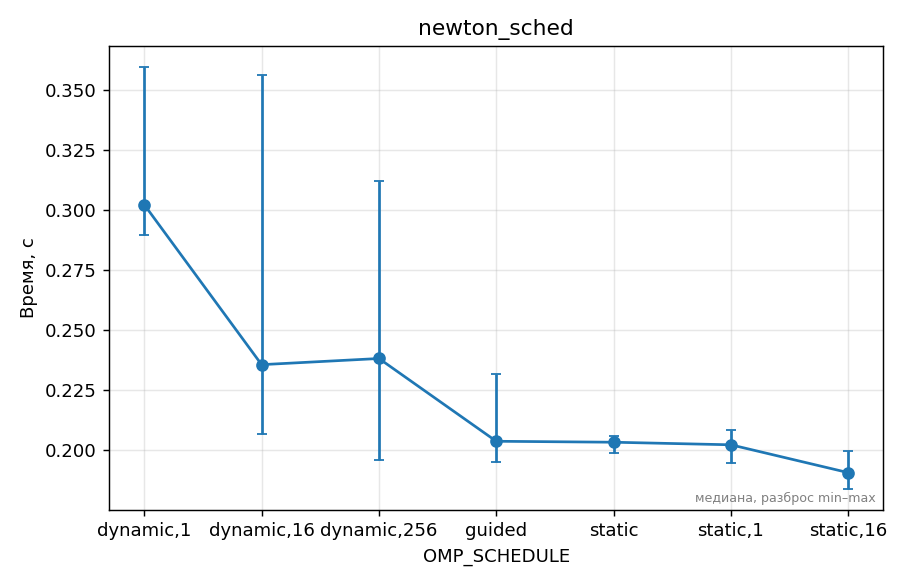 newton_sched
Время, с
0.350
0.325
0.300
0.275
0.250
0.225
0.200
медиана, разброс min–max
dynamic,1 dynamic,16 dynamic,256 guided static static,1 static,16
OMP_SCHEDULE